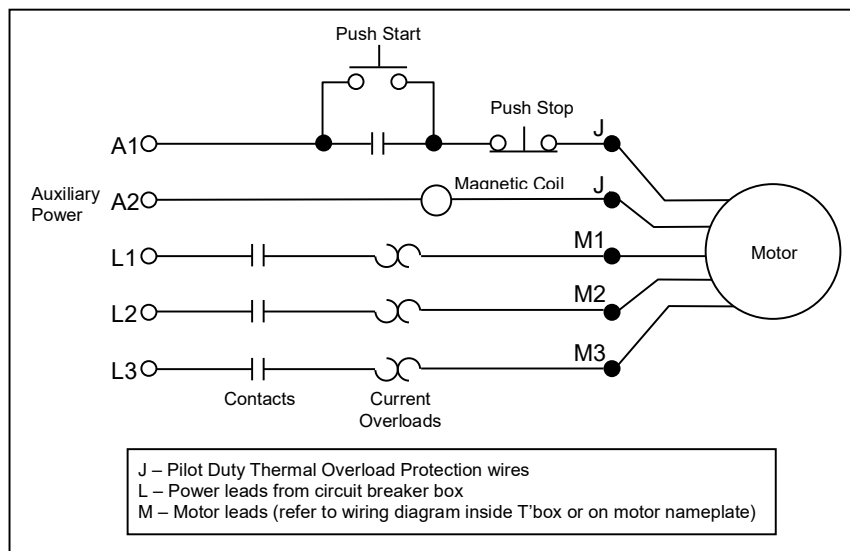 Push Start
Push Stop
A1
J
Auxiliary
Power
A2
Magnetic Coil
J
L1
M1
Motor
L2
M2
L3
M3
Contacts
Current
Overloads
J – Pilot Duty Thermal Overload Protection wires
L – Power leads from circuit breaker box
M – Motor leads (refer to wiring diagram inside T'box or on motor nameplate)